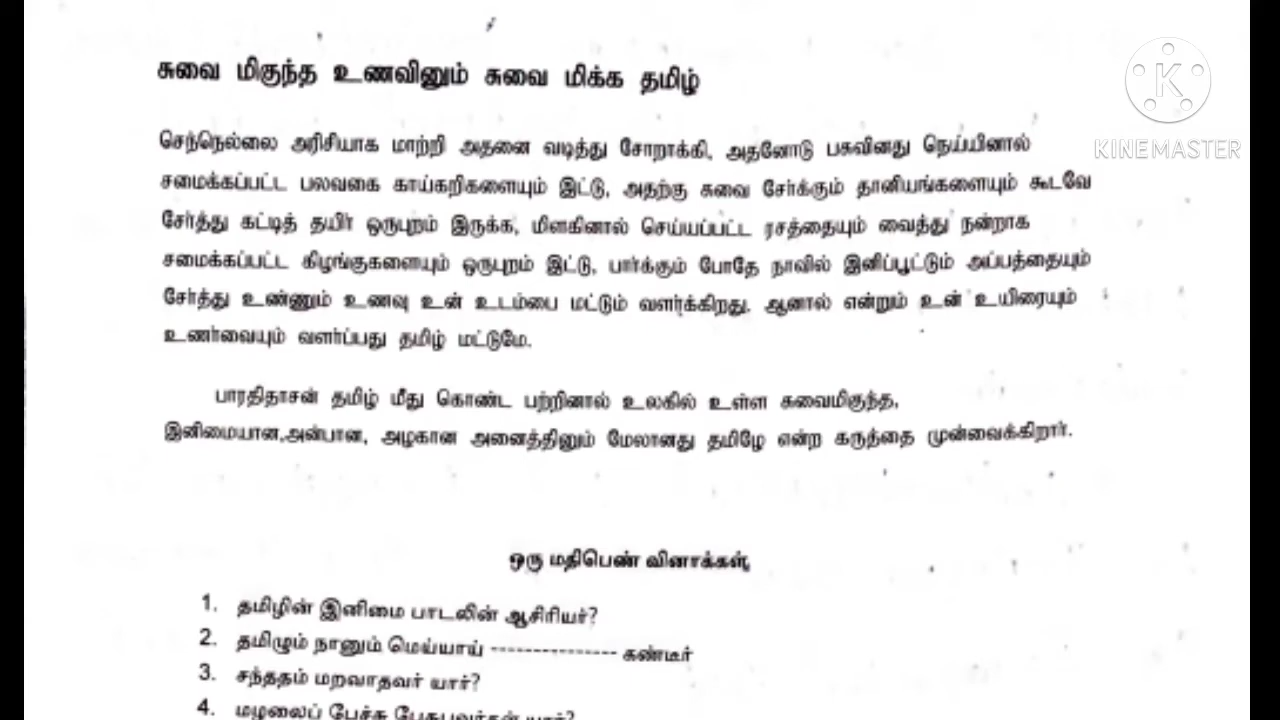 சுவை மிகுந்த உணவினும் சுவை மிக்க தமிழ்
K
KINEMASTER
செந்நெல்லை அரிசியாக மாற்றி அதனை வடித்து சோறாக்கி, அதனோடு பசுவினது நெய்யினால்
சமைக்கப்பட்ட பலவகை காய்கறிகளையும் இட்டு, அதற்கு சுவை சேர்க்கும் தானியங்களையும் கூடவே
சேர்த்து கட்டித் தயிர் ஒருபுறம் இருக்க, மிளகினால் செய்யப்பட்ட ரசத்தையும் வைத்து நன்றாக
சமைக்கப்பட்ட கிழங்குகளையும் ஒருபுறம் இட்டு, பார்க்கும் போதே நாவில் இனிப்பூட்டும் அப்பத்தையும்
சேர்த்து உண்ணும் உணவு உன் உடம்பை மட்டும் வளர்க்கிறது. ஆனால் என்றும் உன் உயிரையும்
உணர்வையும் வளர்ப்பது தமிழ் மட்டுமே.
பாரதிதாசன் தமிழ் மீது கொண்ட பற்றினால் உலகில் உள்ள சுவைமிகுந்த,
இனிமையான,அன்பான, அழகான அனைத்தினும் மேலானது தமிழே என்ற கருத்தை முன்வைக்கிறார்.
ஒரு மதிபெண் வினாக்கள்
1. தமிழின் இனிமை பாடலின் ஆசிரியர்?
2. தமிழும் நானும் மெய்யாய் --------------- கண்டீர்
3. சந்ததம் மறவாதவர் யார்?
4. மழலைப் பேச்சு பேசுபவர்கள் யார்?